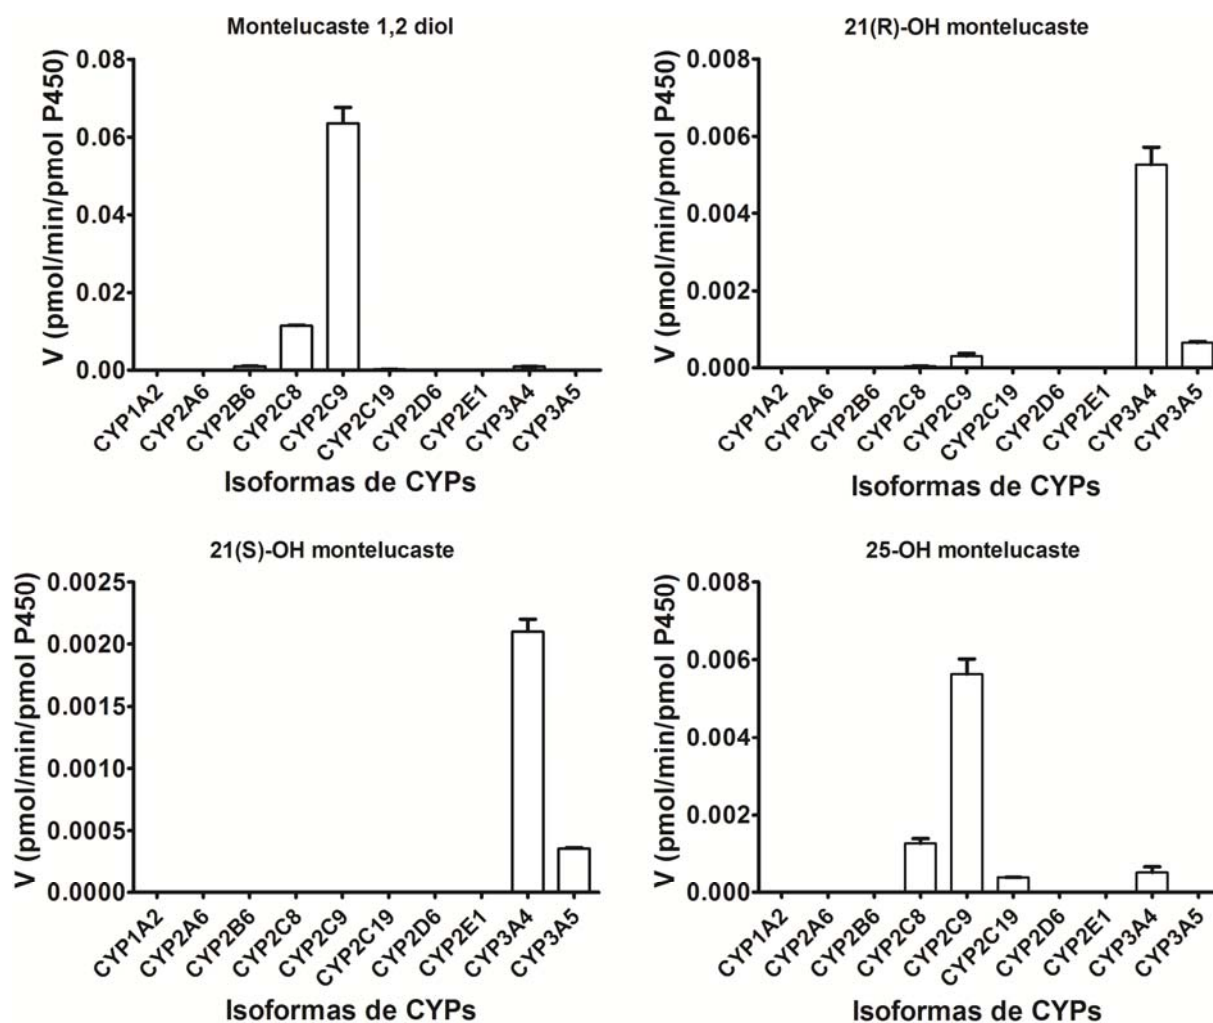 Montelucaste 1,2 diol
V (pmol/min/pmol P450)
0.08
0.06
0.04
0.02
0.00
CYP1A2
CYP2A6
CYP2B6
CYP2C8
CYP2C9
CYP2C19
CYP2D6
CYP2E1
CYP3A4
CYP3A5
Isoformas de CYPs
21(R)-OH montelucaste
V (pmol/min/pmol P450)
0.008
0.006
0.004
0.002
0.000
CYP1A2
CYP2A6
CYP2B6
CYP2C8
CYP2C9
CYP2C19
CYP2D6
CYP2E1
CYP3A4
CYP3A5
Isoformas de CYPs
21(S)-OH montelucaste
V (pmol/min/pmol P450)
0.0025
0.0020
0.0015
0.0010
0.0005
0.0000
CYP1A2
CYP2A6
CYP2B6
CYP2C8
CYP2C9
CYP2C19
CYP2D6
CYP2E1
CYP3A4
CYP3A5
Isoformas de CYPs
25-OH montelucaste
V (pmol/min/pmol P450)
0.008
0.006
0.004
0.002
0.000
CYP1A2
CYP2A6
CYP2B6
CYP2C8
CYP2C9
CYP2C19
CYP2D6
CYP2E1
CYP3A4
CYP3A5
Isoformas de CYPs